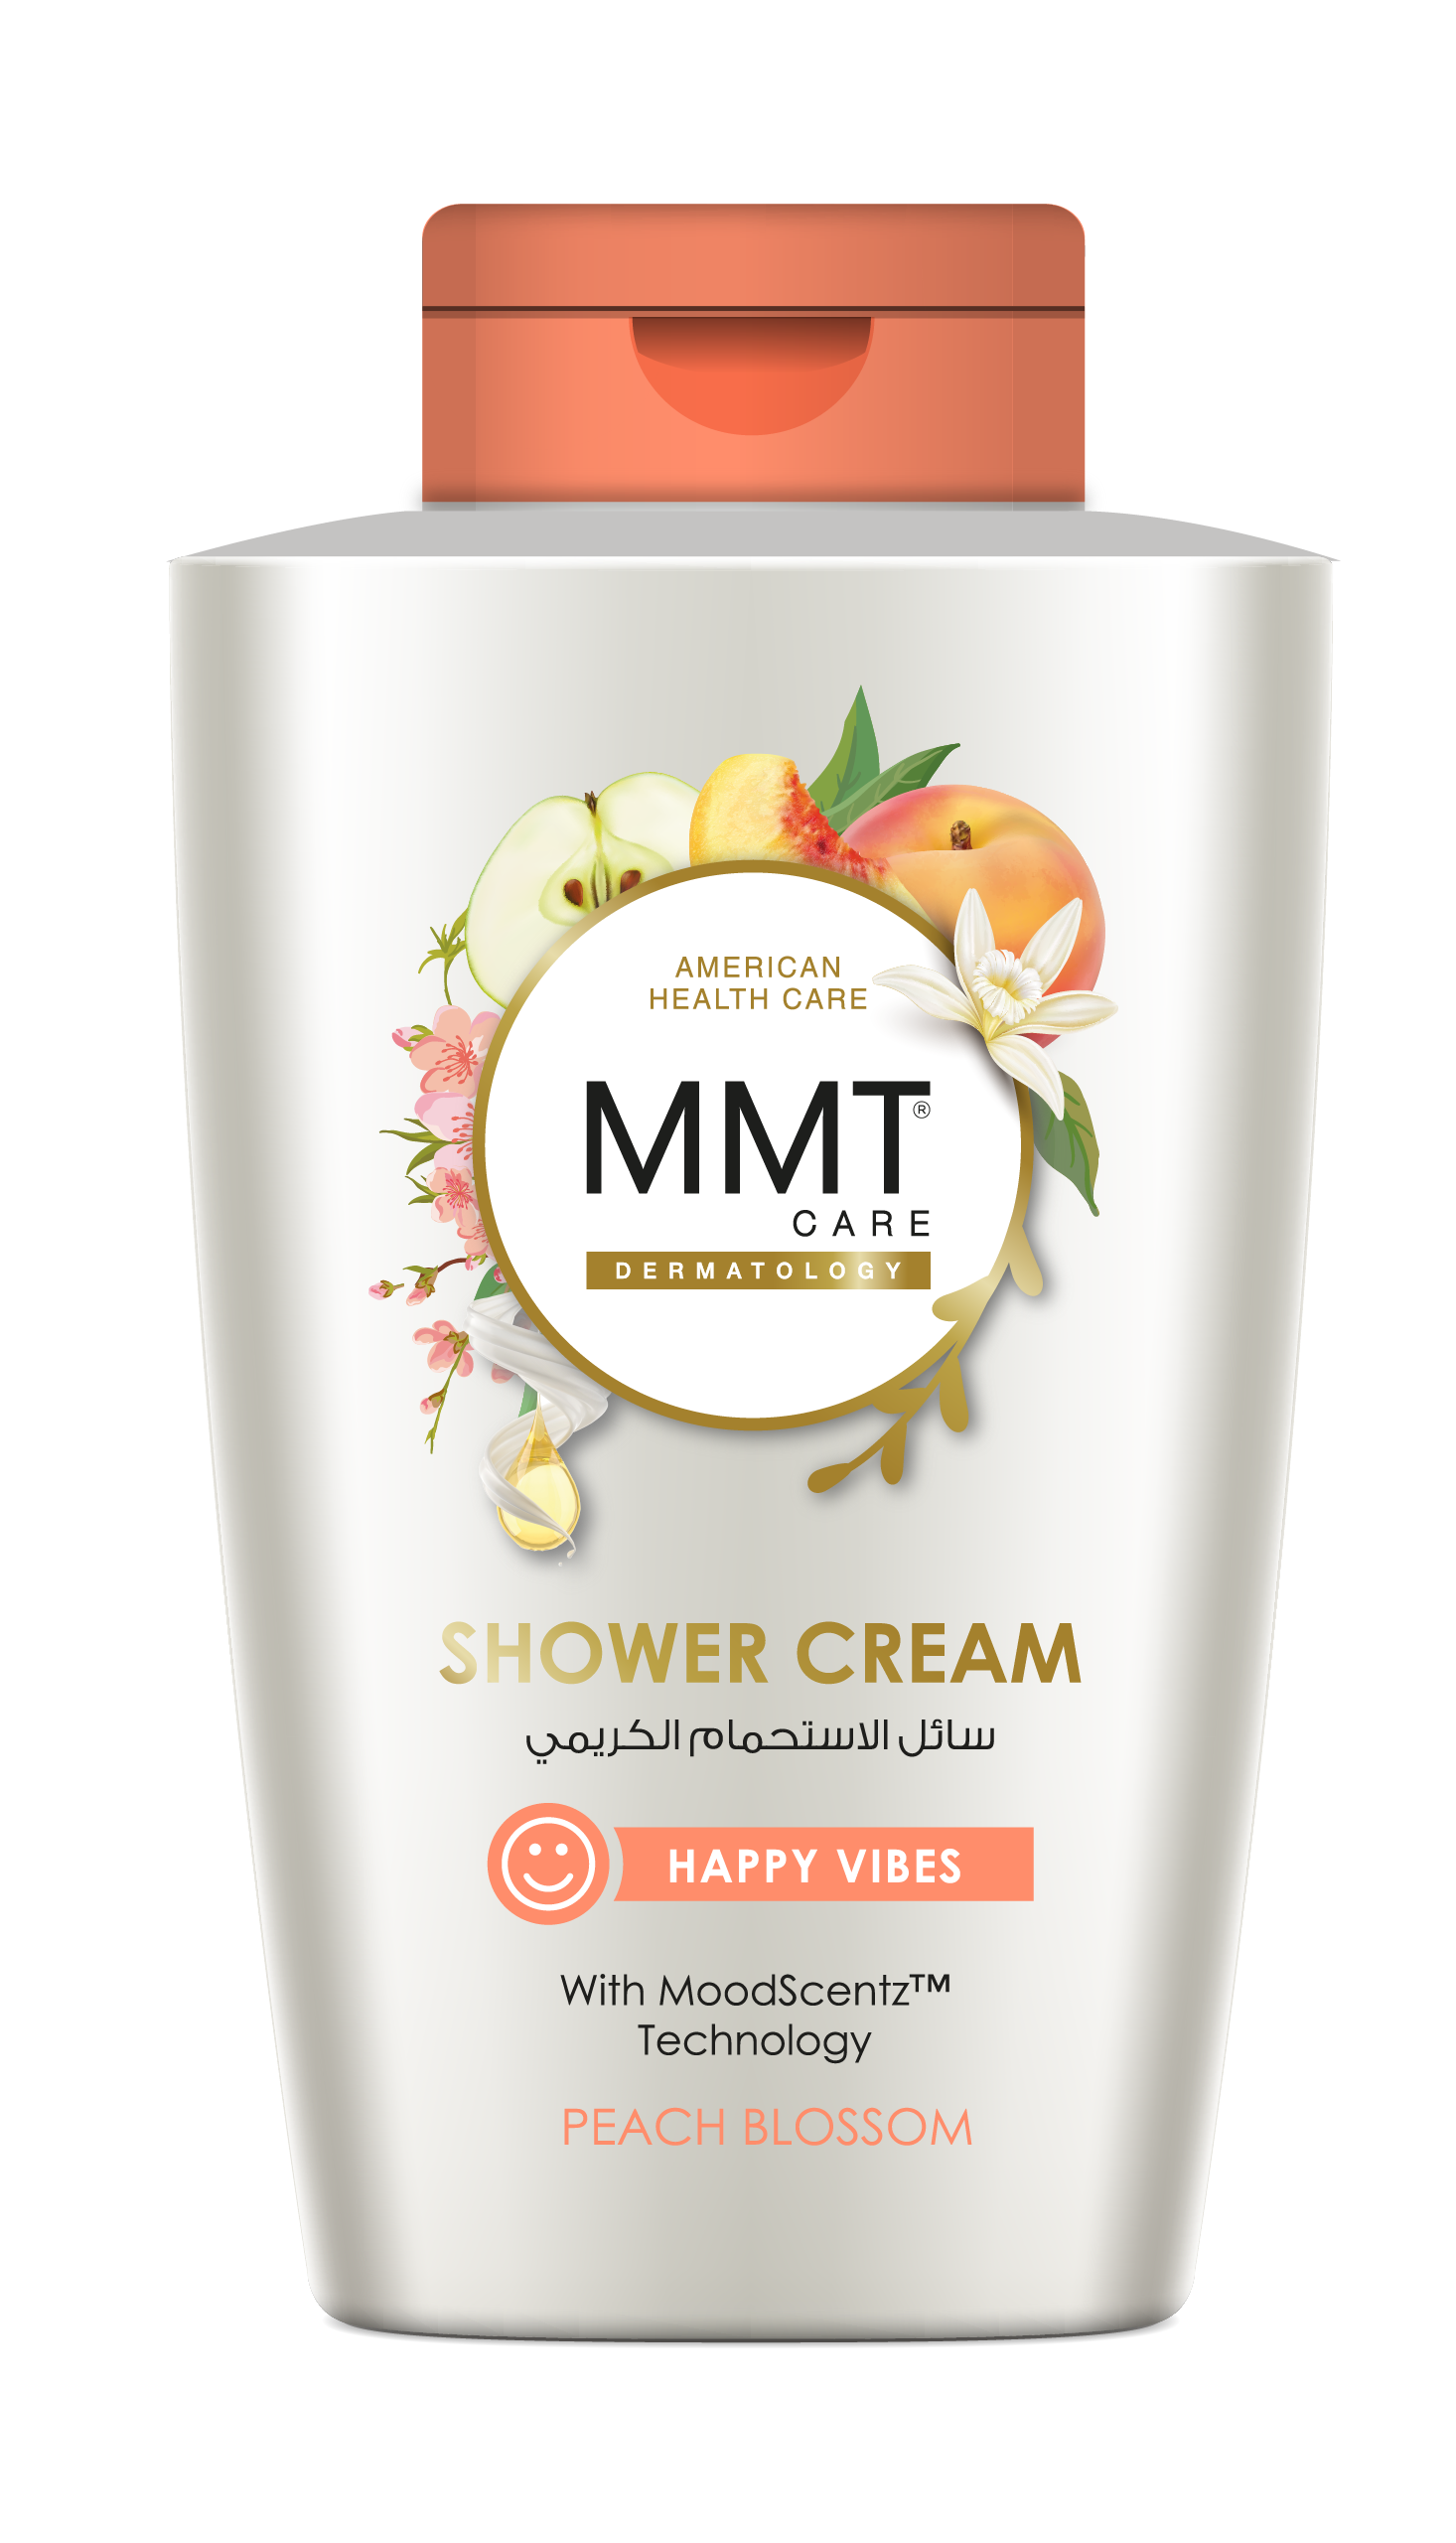 AMERICAN
HEALTH CARE
MMT®
CARE
DERMATOLOGY
SHOWER CREAM
سائل الاستحمام الكريمي
HAPPY VIBES
With MoodScentz™
Technology
PEACH BLOSSOM